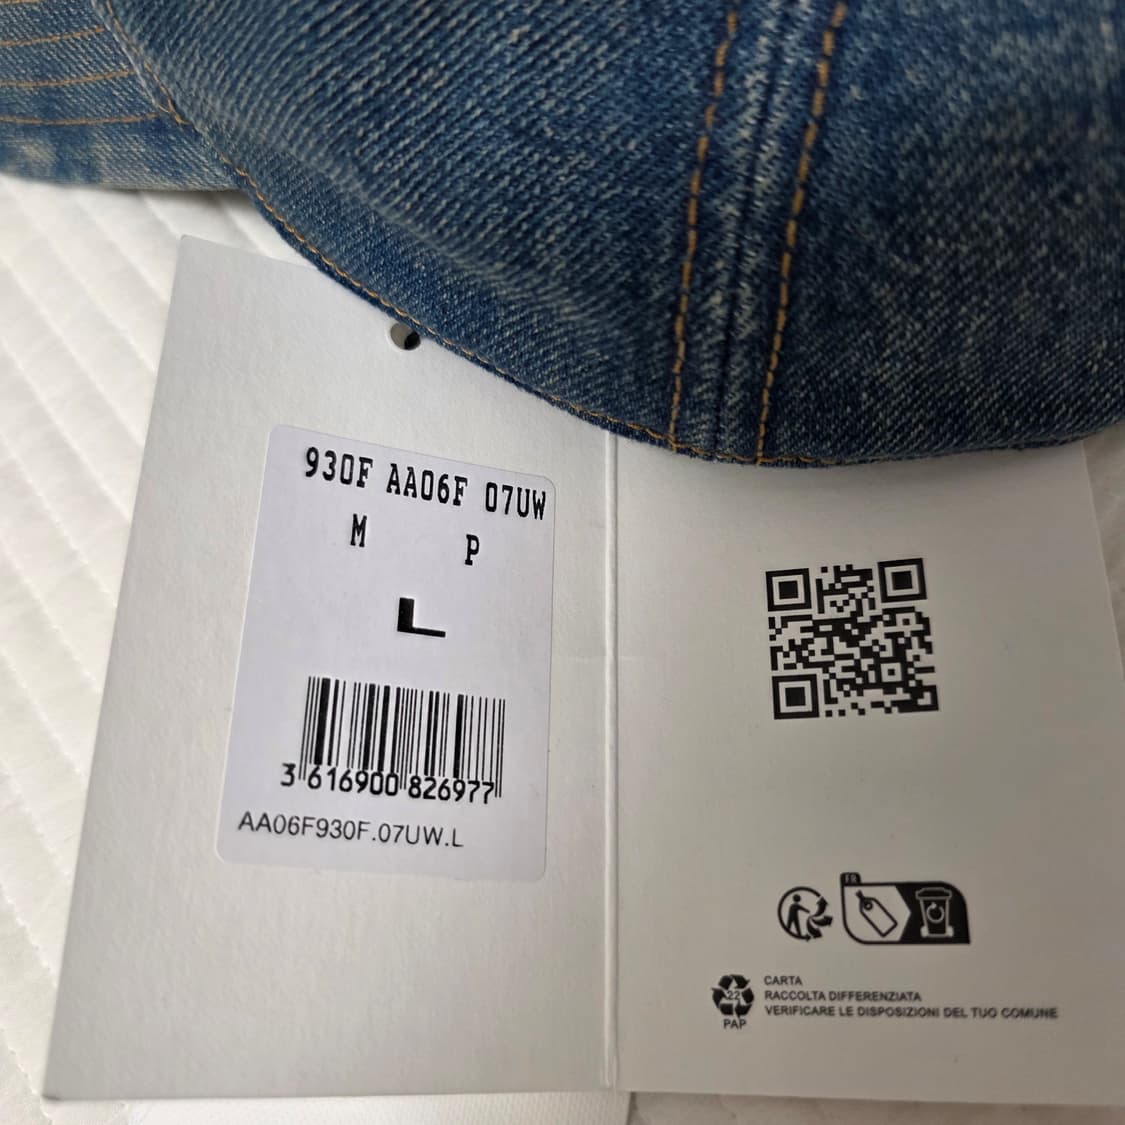 930F AA06F 07UW
M P
L
3 616900 826977
AA06F930F.07UW.L
FR
22
PAP
CARTA
RACCOLTA DIFFERENZIATA
VERIFICARE LE DISPOSIZIONI DEL TUO COMUNE